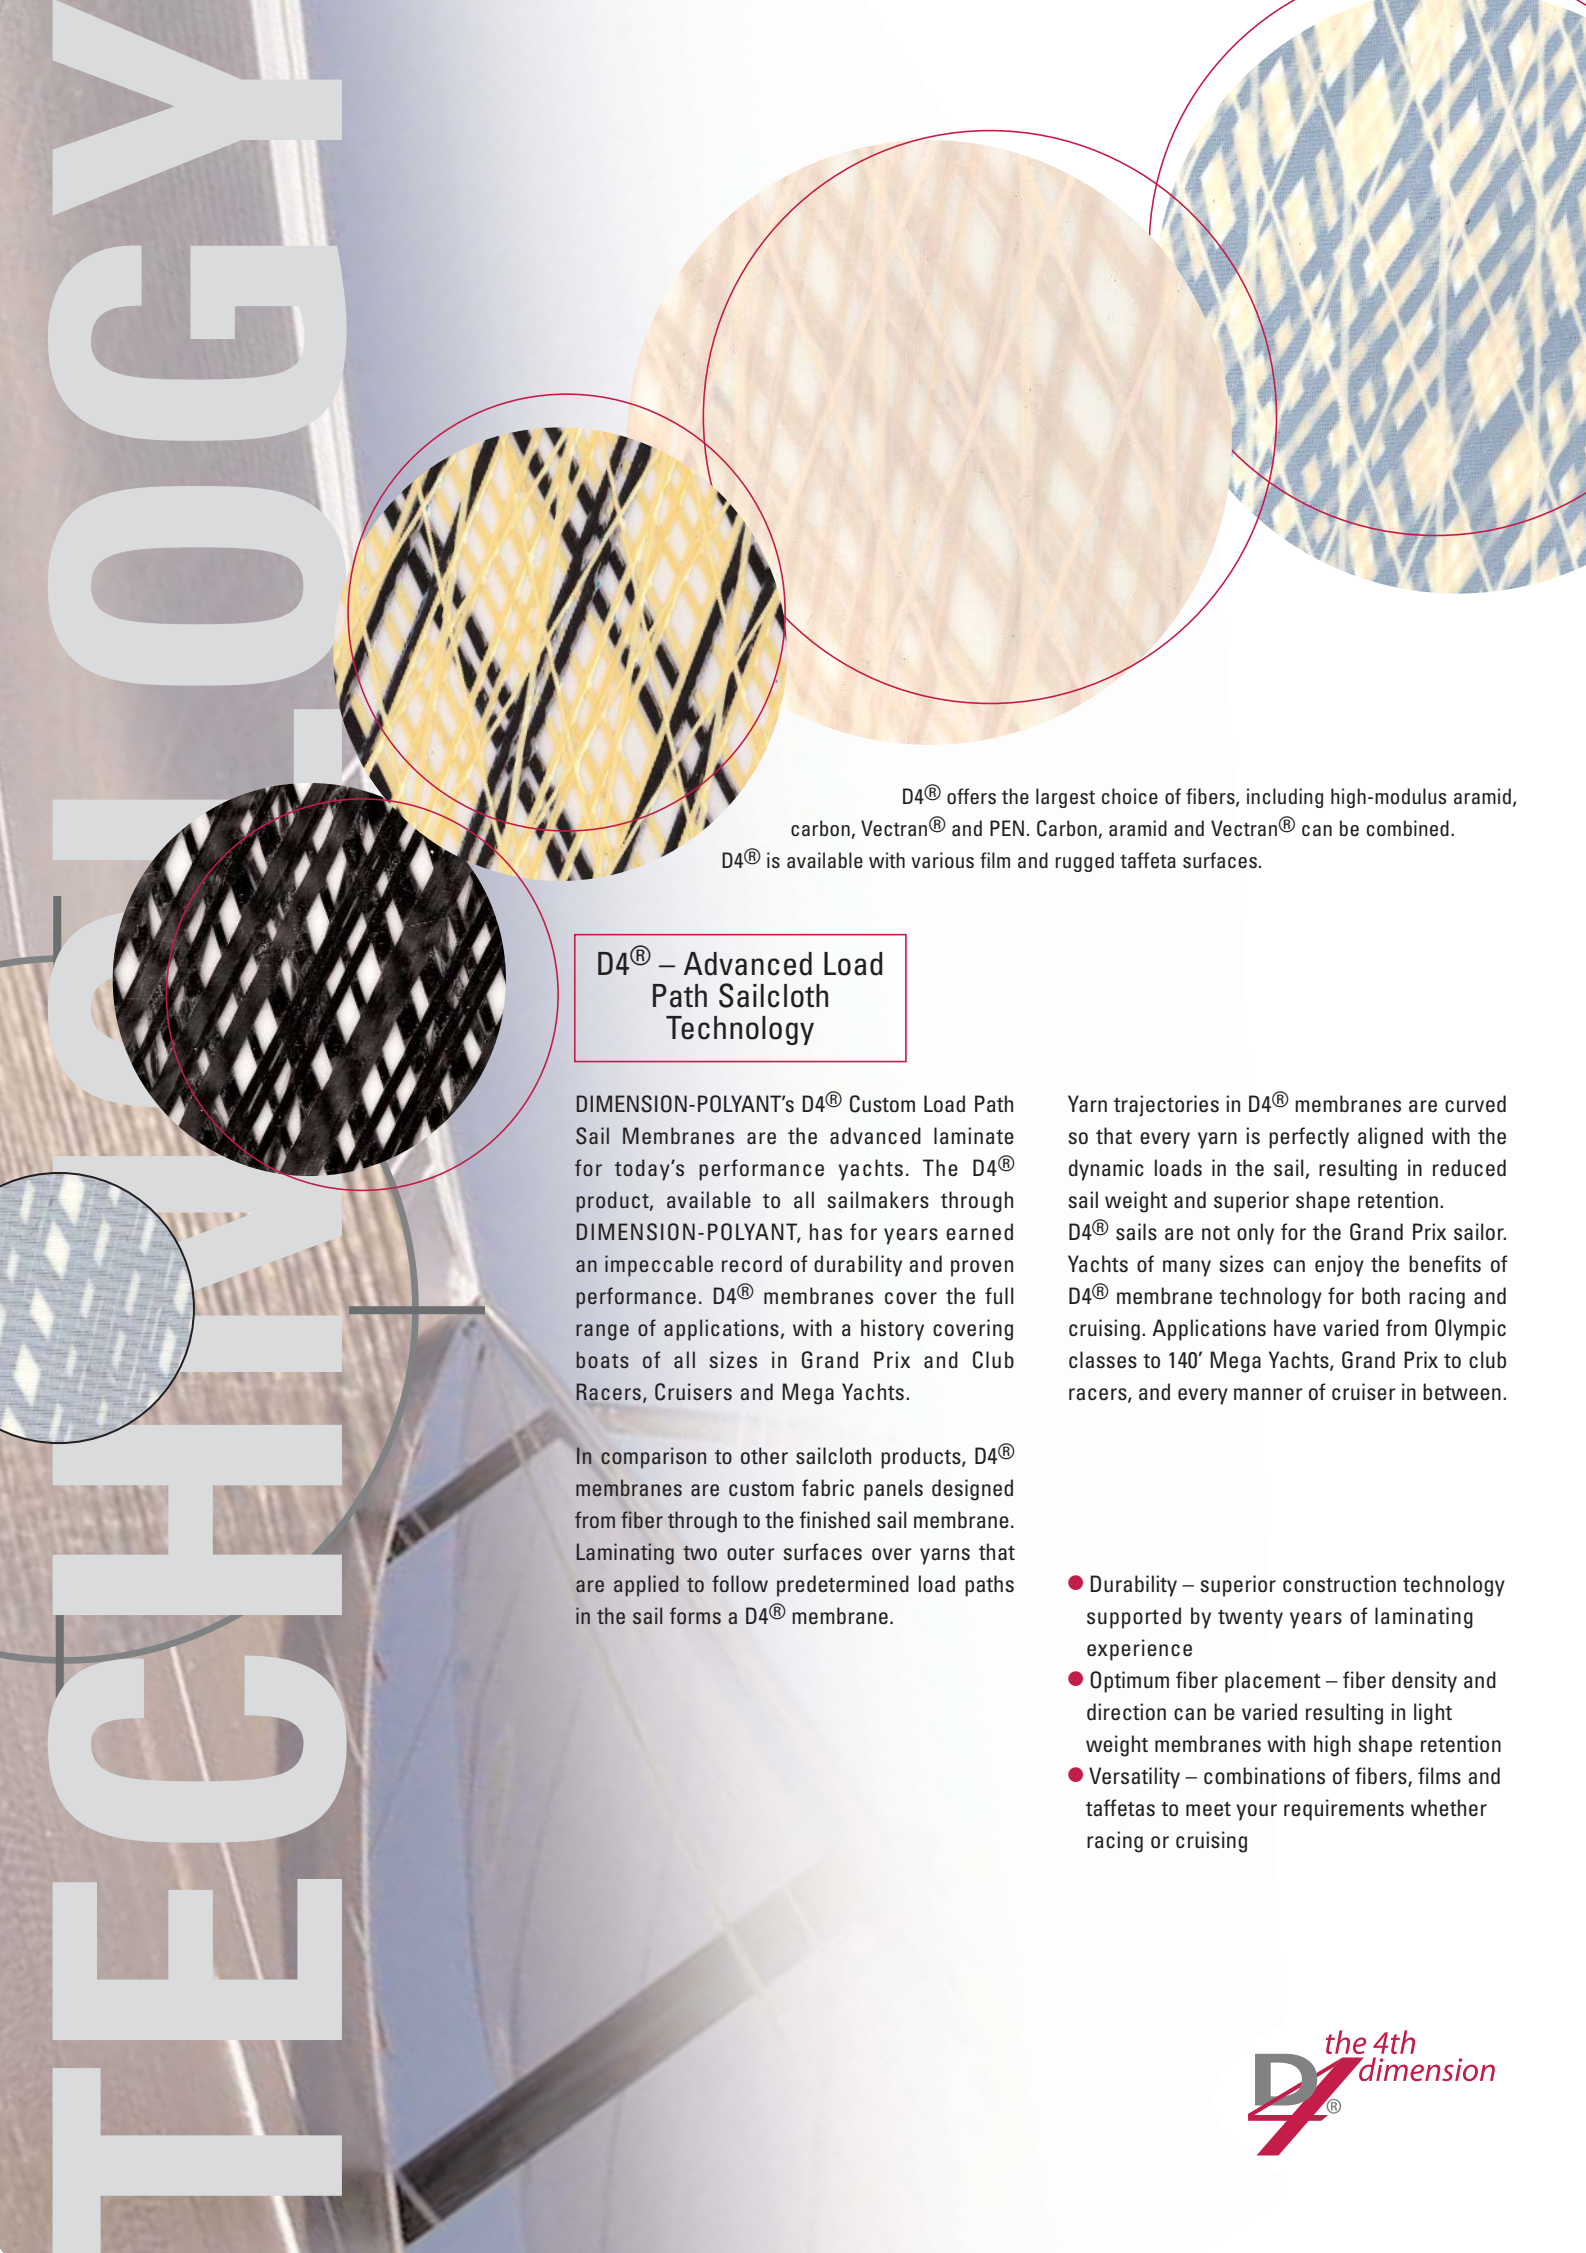 TECHNOLOGY
D4® offers the largest choice of fibers, including high-modulus aramid,
carbon, Vectran® and PEN. Carbon, aramid and Vectran® can be combined.
D4® is available with various film and rugged taffeta surfaces.
D4® – Advanced Load
Path Sailcloth
Technology
DIMENSION-POLYANT’s D4® Custom Load Path
Sail Membranes are the advanced laminate
for today’s performance yachts. The D4®
product, available to all sailmakers through
DIMENSION-POLYANT, has for years earned
an impeccable record of durability and proven
performance. D4® membranes cover the full
range of applications, with a history covering
boats of all sizes in Grand Prix and Club
Racers, Cruisers and Mega Yachts.
In comparison to other sailcloth products, D4®
membranes are custom fabric panels designed
from fiber through to the finished sail membrane.
Laminating two outer surfaces over yarns that
are applied to follow predetermined load paths
in the sail forms a D4® membrane.
Yarn trajectories in D4® membranes are curved
so that every yarn is perfectly aligned with the
dynamic loads in the sail, resulting in reduced
sail weight and superior shape retention.
D4® sails are not only for the Grand Prix sailor.
Yachts of many sizes can enjoy the benefits of
D4® membrane technology for both racing and
cruising. Applications have varied from Olympic
classes to 140’ Mega Yachts, Grand Prix to club
racers, and every manner of cruiser in between.
● Durability – superior construction technology
supported by twenty years of laminating
experience
● Optimum fiber placement – fiber density and
direction can be varied resulting in light
weight membranes with high shape retention
● Versatility – combinations of fibers, films and
taffetas to meet your requirements whether
racing or cruising
the 4th
dimension
D4®